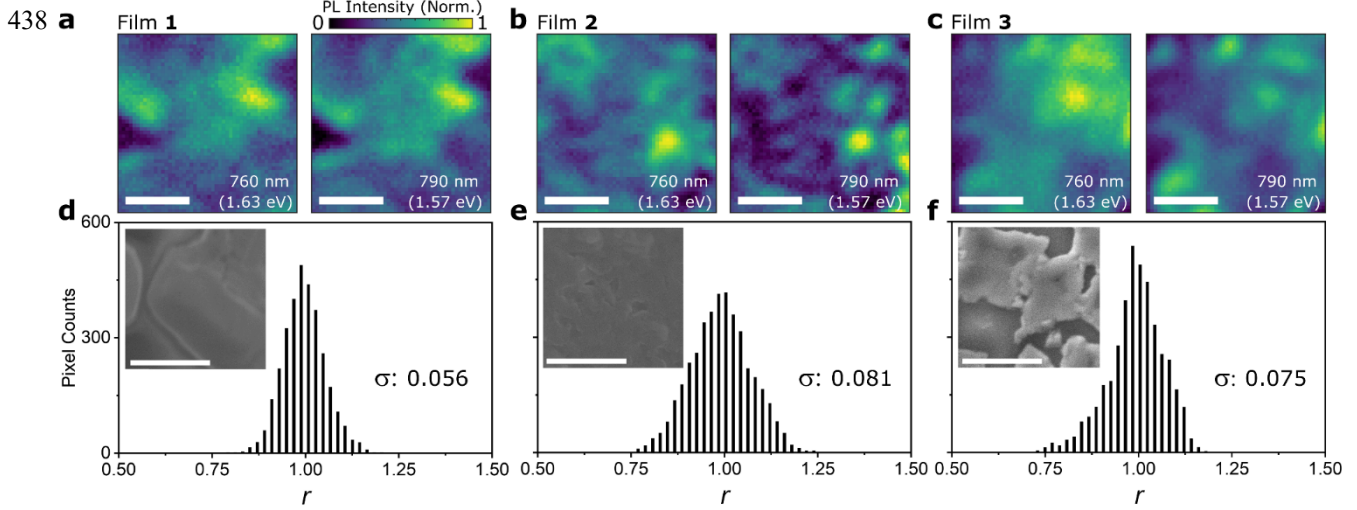 438 a Film 1 PL Intensity (Norm.) 0 1 b Film 2 c Film 3
760 nm (1.63 eV)
790 nm (1.57 eV)
760 nm (1.63 eV)
790 nm (1.57 eV)
760 nm (1.63 eV)
790 nm (1.57 eV)
d
e
f
600
300
0
Pixel Counts
σ: 0.056
σ: 0.081
σ: 0.075
0.50 0.75 1.00 1.25 1.50
0.50 0.75 1.00 1.25 1.50
0.50 0.75 1.00 1.25 1.50
r
r
r